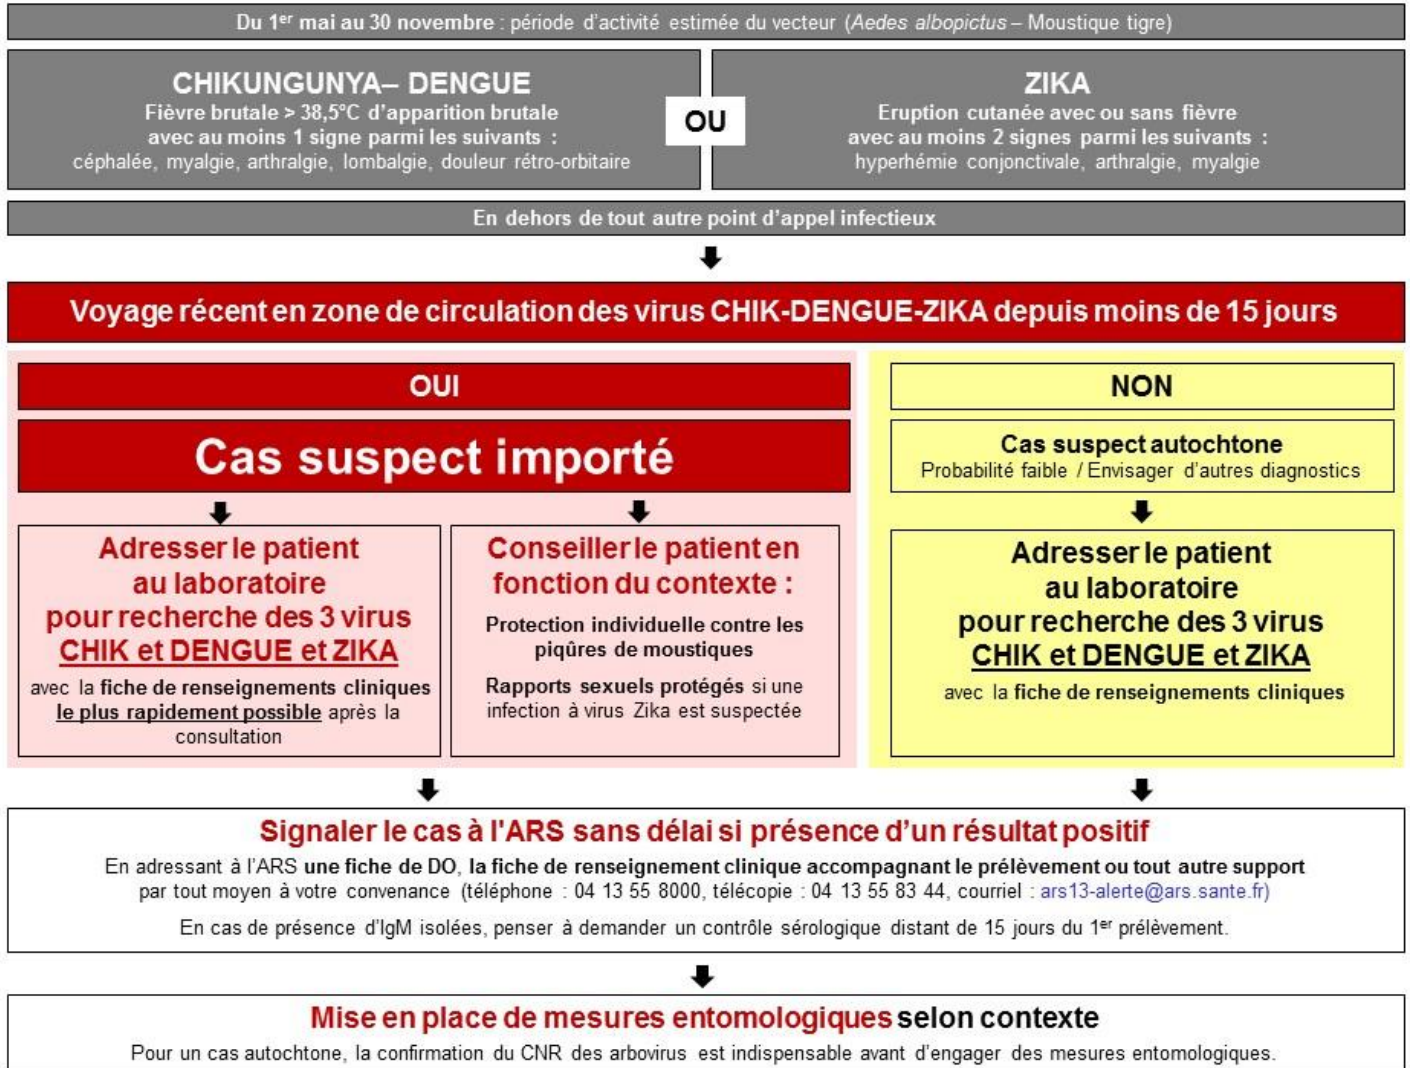 Du 1er mai au 30 novembre : période d'activité estimée du vecteur (Aedes albopictus – Moustique tigre)
CHIKUNGUNYA– DENGUE
Fièvre brutale > 38,5°C d'apparition brutale
avec au moins 1 signe parmi les suivants :
céphalée, myalgie, arthralgie, lombalgie, douleur rétro-orbitaire
OU
ZIKA
Eruption cutanée avec ou sans fièvre
avec au moins 2 signes parmi les suivants :
hyperhémie conjonctivale, arthralgie, myalgie
En dehors de tout autre point d'appel infectieux
Voyage récent en zone de circulation des virus CHIK-DENGUE-ZIKA depuis moins de 15 jours
OUI
Cas suspect importé
Adresser le patient
au laboratoire
pour recherche des 3 virus
CHIK et DENGUE et ZIKA
avec la fiche de renseignements cliniques
le plus rapidement possible après la
consultation
Conseiller le patient en
fonction du contexte :
Protection individuelle contre les
piqûres de moustiques
Rapports sexuels protégés si une
infection à virus Zika est suspectée
NON
Cas suspect autochtone
Probabilité faible / Envisager d'autres diagnostics
Adresser le patient
au laboratoire
pour recherche des 3 virus
CHIK et DENGUE et ZIKA
avec la fiche de renseignements cliniques
Signaler le cas à l'ARS sans délai si présence d'un résultat positif
En adressant à l'ARS une fiche de DO, la fiche de renseignement clinique accompagnant le prélèvement ou tout autre support
par tout moyen à votre convenance (téléphone : 04 13 55 8000, télécopie : 04 13 55 83 44, courriel : ars13-alerte@ars.sante.fr)
En cas de présence d'IgM isolées, penser à demander un contrôle sérologique distant de 15 jours du 1er prélèvement.
Mise en place de mesures entomologiques selon contexte
Pour un cas autochtone, la confirmation du CNR des arbovirus est indispensable avant d'engager des mesures entomologiques.